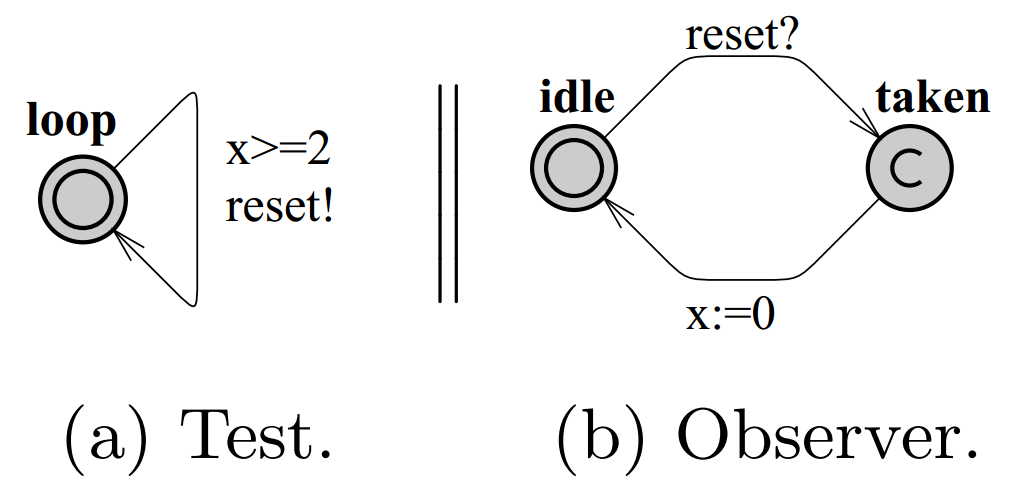 loop
x>=2
reset!
reset?
idle
taken
C
x:=0
(a) Test.
(b) Observer.